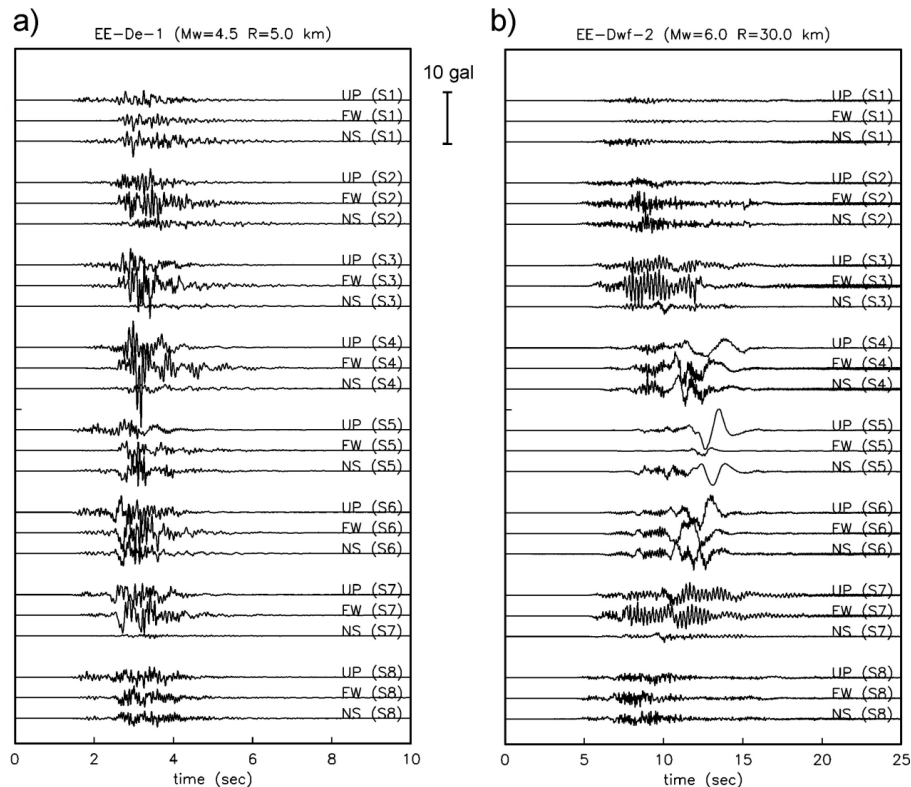 a)
EE-De-1 (Mw=4.5 R=5.0 km)
UP (S1)
EW (S1)
NS (S1)
UP (S2)
EW (S2)
NS (S2)
UP (S3)
EW (S3)
NS (S3)
UP (S4)
EW (S4)
NS (S4)
UP (S5)
EW (S5)
NS (S5)
UP (S6)
EW (S6)
NS (S6)
UP (S7)
EW (S7)
NS (S7)
UP (S8)
EW (S8)
NS (S8)
0 2 4 6 8 10
time (sec)
10 gal
b)
EE-Dwf-2 (Mw=6.0 R=30.0 km)
UP (S1)
EW (S1)
NS (S1)
UP (S2)
EW (S2)
NS (S2)
UP (S3)
EW (S3)
NS (S3)
UP (S4)
EW (S4)
NS (S4)
UP (S5)
EW (S5)
NS (S5)
UP (S6)
EW (S6)
NS (S6)
UP (S7)
EW (S7)
NS (S7)
UP (S8)
EW (S8)
NS (S8)
0 5 10 15 20 25
time (sec)